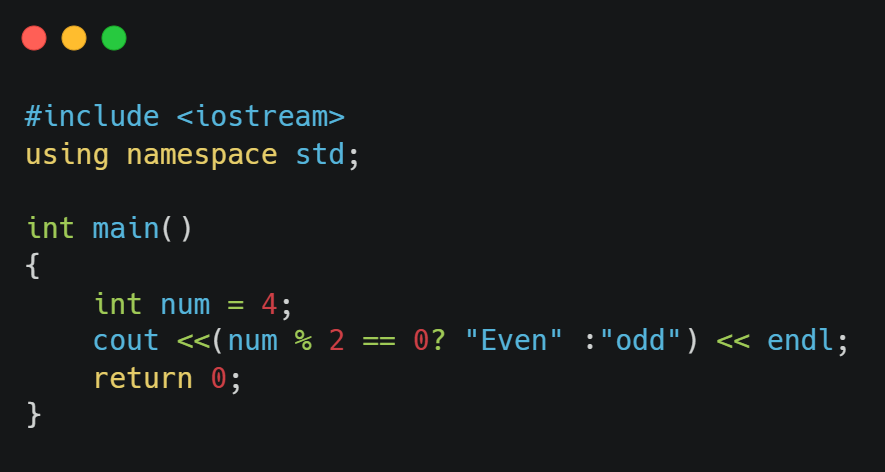 #include <iostream>
using namespace std;

int main()
{
    int num = 4;
    cout <<(num % 2 == 0? "Even" :"odd") << endl;
    return 0;
}